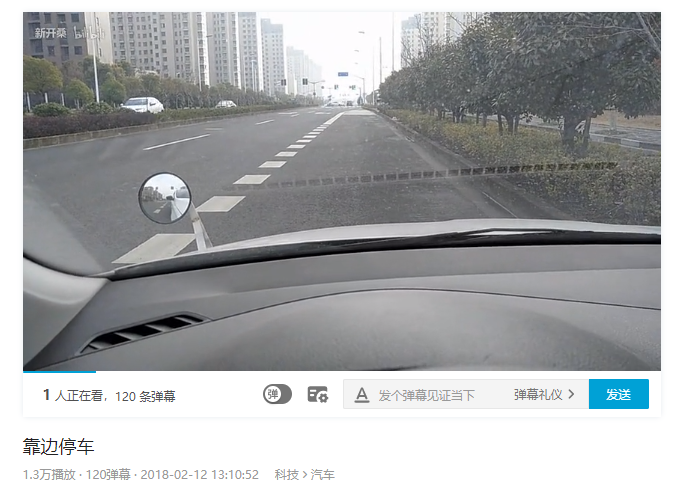 新开桑 bilibili
1 人正在看，120 条弹幕
弹
A 发个弹幕见证当下
弹幕礼仪 >
发送
靠边停车
1.3万播放 · 120弹幕 · 2018-02-12 13:10:52 科技 > 汽车